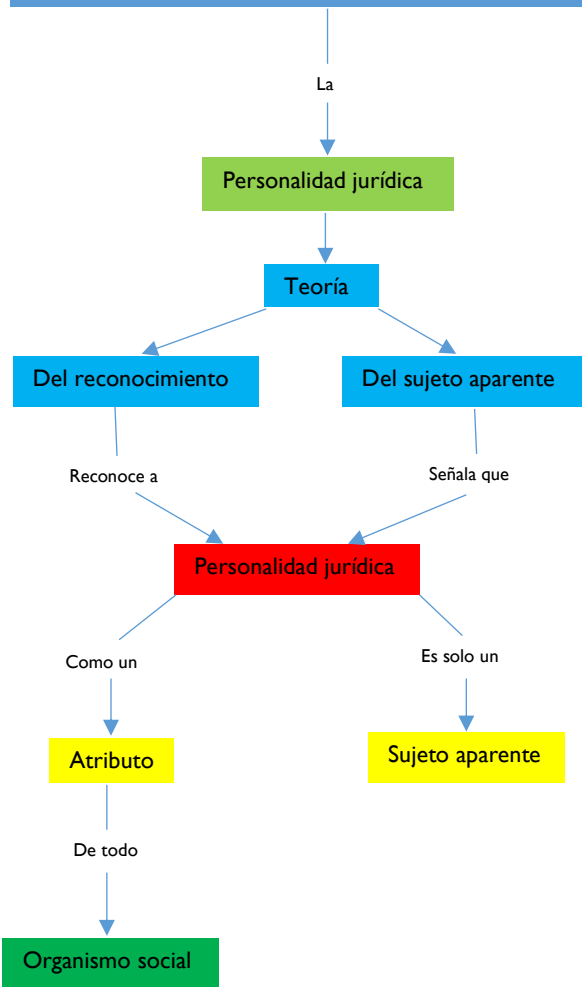 La
Personalidad jurídica
Teoría
Del reconocimiento
Del sujeto aparente
Reconoce a
Señala que
Personalidad jurídica
Como un
Es solo un
Atributo
Sujeto aparente
De todo
Organismo social